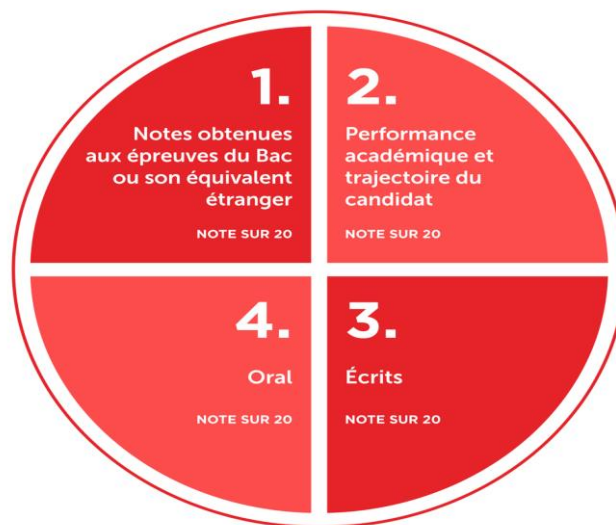 1.
Notes obtenues
aux épreuves du Bac
ou son équivalent
étranger
NOTE SUR 20
2.
Performance
académique et
trajectoire du
candidat
NOTE SUR 20
4.
Oral
NOTE SUR 20
3.
Écrits
NOTE SUR 20